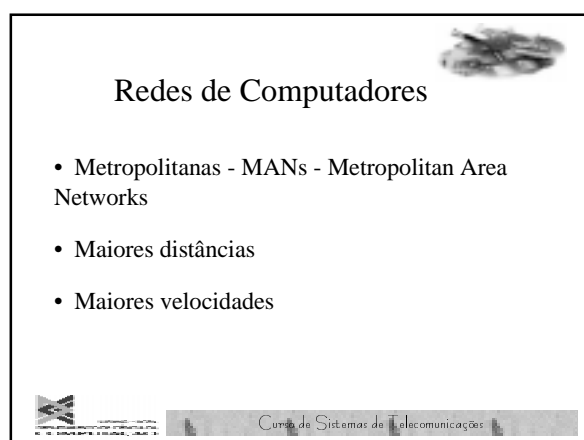 Redes de Computadores
• Metropolitanas - MANs - Metropolitan Area
Networks
• Maiores distâncias
• Maiores velocidades
Curso de Sistemas de Telecomunicações